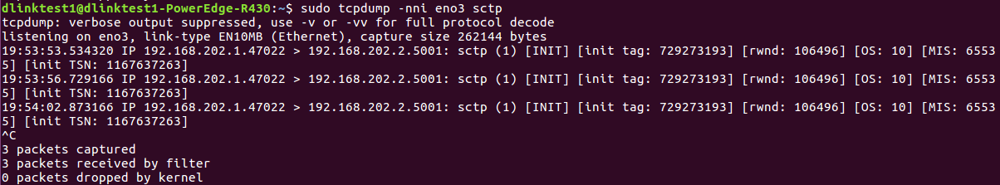 dlinktest1@dlinktest1-PowerEdge-R430:~$ sudo tcpdump -nni eno3 sctp
tcpdump: verbose output suppressed, use -v or -vv for full protocol decode
listening on eno3, link-type EN10MB (Ethernet), capture size 262144 bytes
19:53:53.534320 IP 192.168.202.1.47022 > 192.168.202.2.5001: sctp (1) [INIT] [init tag: 729273193] [rwnd: 106496] [OS: 10] [MIS: 6553
5] [init TSN: 1167637263]
19:53:56.729166 IP 192.168.202.1.47022 > 192.168.202.2.5001: sctp (1) [INIT] [init tag: 729273193] [rwnd: 106496] [OS: 10] [MIS: 6553
5] [init TSN: 1167637263]
19:54:02.873166 IP 192.168.202.1.47022 > 192.168.202.2.5001: sctp (1) [INIT] [init tag: 729273193] [rwnd: 106496] [OS: 10] [MIS: 6553
5] [init TSN: 1167637263]
^C
3 packets captured
3 packets received by filter
0 packets dropped by kernel